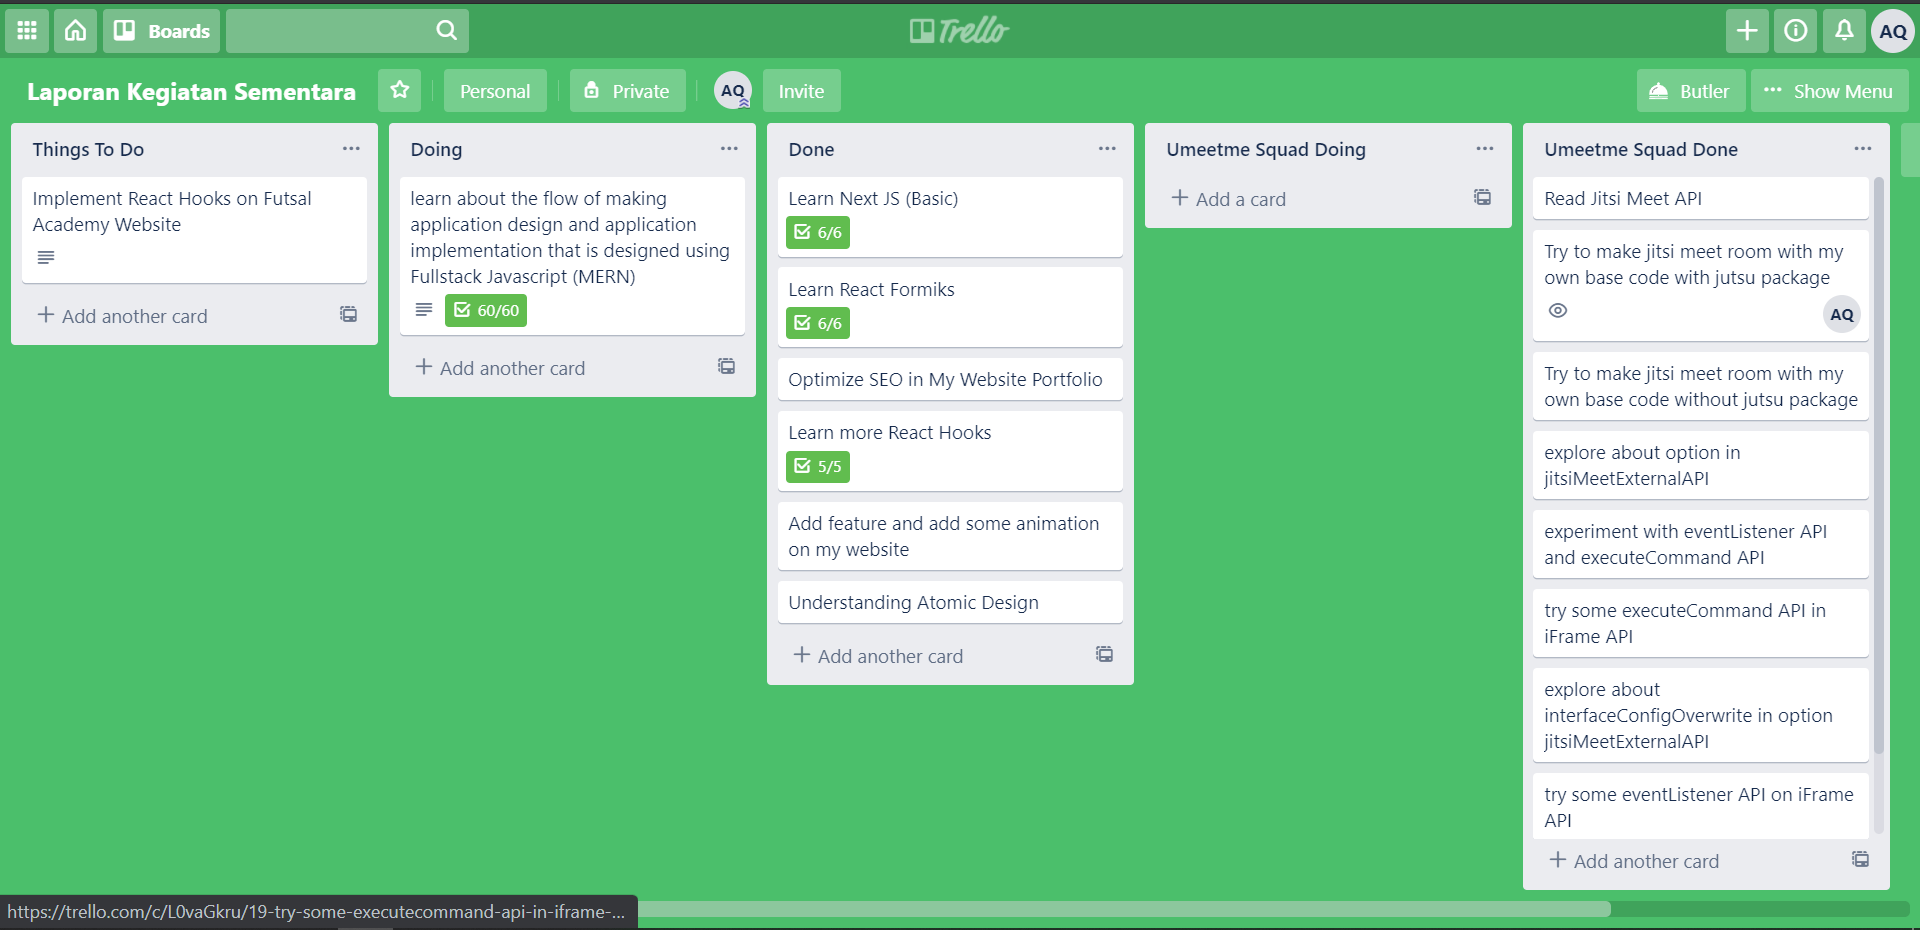 Boards
Trello
AQ
Laporan Kegiatan Sementara
Personal
Private
AQ
Invite
Butler
Show Menu
Things To Do
Implement React Hooks on Futsal
Academy Website
Add another card
Doing
learn about the flow of making
application design and application
implementation that is designed using
Fullstack Javascript (MERN)
60/60
Add another card
Done
Learn Next JS (Basic)
6/6
Learn React Formiks
6/6
Optimize SEO in My Website Portfolio
Learn more React Hooks
5/5
Add feature and add some animation
on my website
Understanding Atomic Design
Add another card
Umeetme Squad Doing
Add a card
Umeetme Squad Done
Read Jitsi Meet API
Try to make jitsi meet room with my
own base code with jutsu package
AQ
Try to make jitsi meet room with my
own base code without jutsu package
explore about option in
jitsiMeetExternalAPI
experiment with eventListener API
and executeCommand API
try some executeCommand API in
iFrame API
explore about
interfaceConfigOverwrite in option
jitsiMeetExternalAPI
try some eventListener API on iFrame
API
Add another card
https://trello.com/c/L0vaGkru/19-try-some-executecommand-api-in-iframe-...